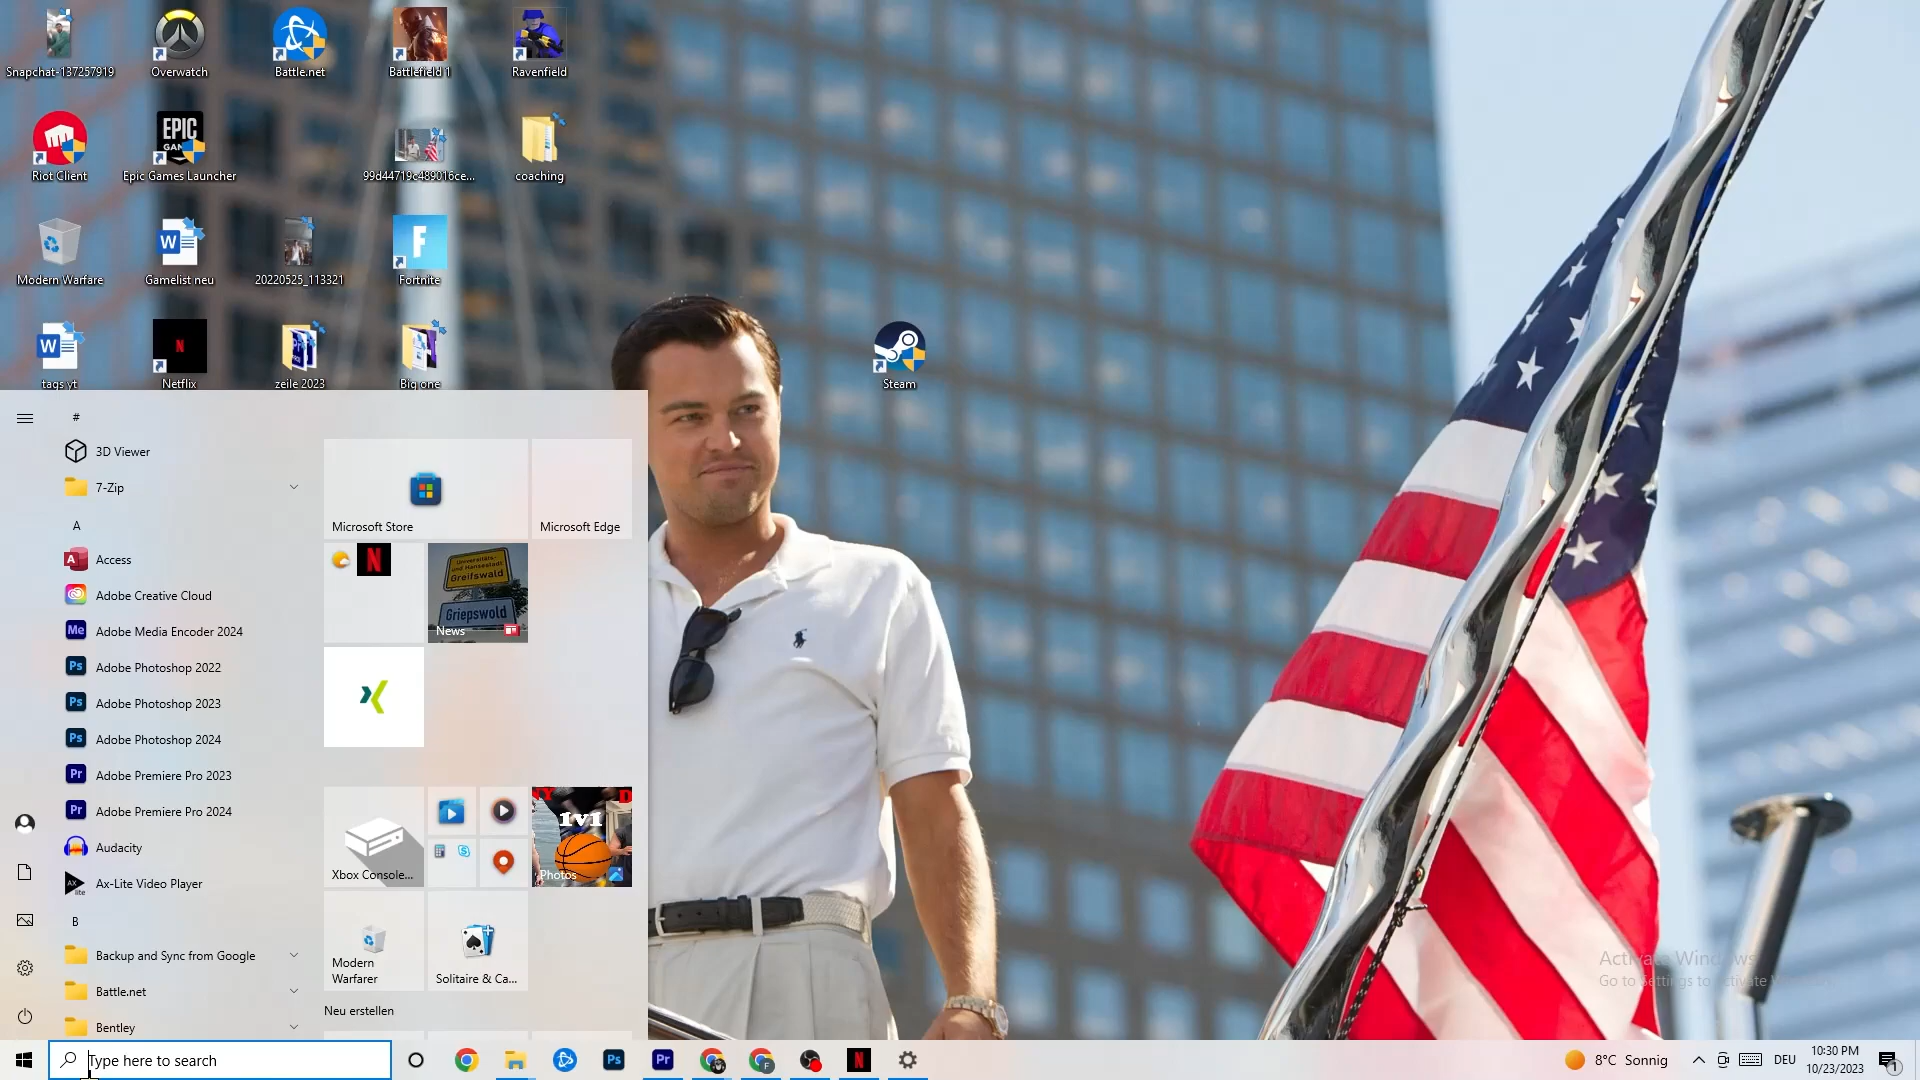 Snapchat-137257919
Overwatch
Battle.net
Battlefield 1
Ravenfield
EPIC
Riot Client
Epic Games Launcher
99d44719c489016ce...
coaching
Modern Warfare
Gamelist neu
20220525_113321
Fortnite
tags yt
Netflix
zeile 2023
Big one
Steam
#
3D Viewer
7-Zip
A
Access
Adobe Creative Cloud
Adobe Media Encoder 2024
Adobe Photoshop 2022
Adobe Photoshop 2023
Adobe Photoshop 2024
Adobe Premiere Pro 2023
Adobe Premiere Pro 2024
Audacity
Ax-Lite Video Player
B
Backup and Sync from Google
Battle.net
Bentley
Microsoft Store
Microsoft Edge
Universitäts-
und Hansestadt
Greifswald
Griepswold
News
Xbox Console...
1v1
Photos
Modern
Warfarer
Solitaire & Ca...
Neu erstellen
Activate Windows
Go to Settings to activate
Type here to search
8°C Sonnig
DEU
10:30 PM
10/23/2023